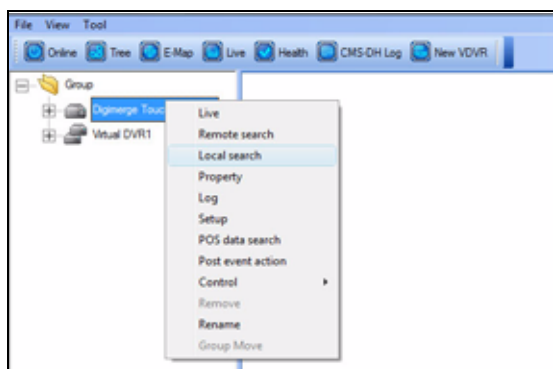 File View Tool
Online Tree E-Map Live Health CMS-DH Log New VDVR
Group
Digimerge Touc
Virtual DVR1
Live
Remote search
Local search
Property
Log
Setup
POS data search
Post event action
Control
Remove
Rename
Group Move